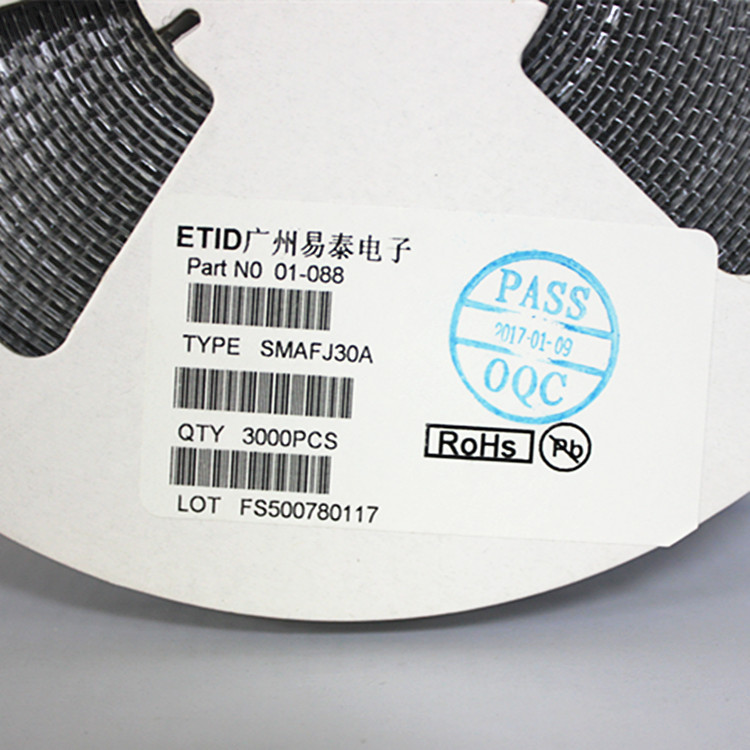 ETID广州易泰电子
Part N0 01-088
TYPE SMAFJ30A
QTY 3000PCS
LOT FS500780117
PASS
2017-01-09
OQC
RoHs
Pb